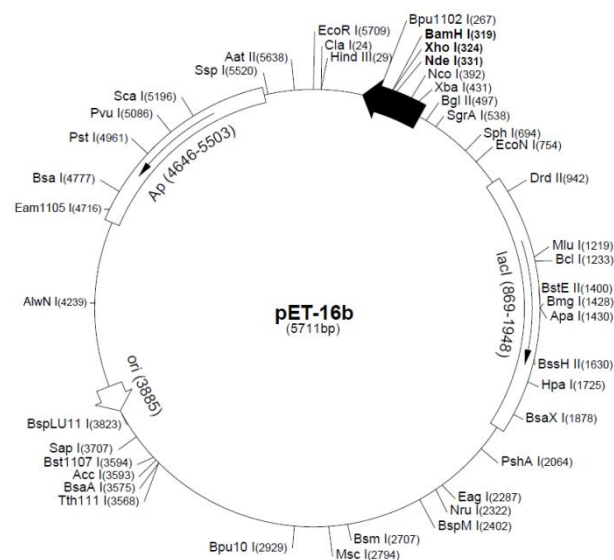 EcoR I(5709)
Cla I(24)
Hind III(29)
Bpu1102 I(267)
BamH I(319)
Xho I(324)
Nde I(331)
Nco I(392)
Xba I(431)
Bgl II(497)
SgrA I(538)
Sph I(694)
EcoN I(754)
Drd II(942)
Mlu I(1219)
Bcl I(1233)
BstE II(1400)
Bmg I(1428)
Apa I(1430)
BssH II(1630)
Hpa I(1725)
BsaX I(1878)
PshA I(2064)
Eag I(2287)
Nru I(2322)
BspM I(2402)
Bsm I(2707)
Msc I(2794)
Bpu10 I(2929)
Tth111 I(3568)
BsaA I(3575)
Acc I(3593)
Bst1107 I(3594)
Sap I(3707)
BspLU11 I(3823)
AlwN I(4239)
Eam1105 I(4716)
Bsa I(4777)
Pst I(4961)
Pvu I(5086)
Sca I(5196)
Ssp I(5520)
Aat II(5638)
Ap (4646-5503)
lacI (869-1948)
ori (3885)
pET-16b
(5711bp)